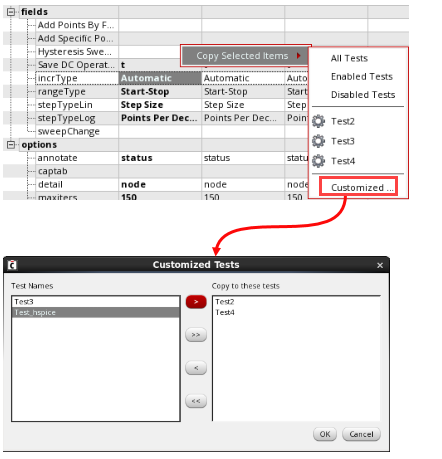 fields
Add Points By F...
Add Specific Po...
Hysteresis Swe...
Copy Selected Items
Save DC Operat... t
All Tests
incrType Automatic Automatic Auto
Enabled Tests
rangeType Start-Stop Start-Stop Start
Disabled Tests
stepTypeLin Step Size Step Size Step
stepTypeLog Points Per Dec... Points Per Dec... Point
Test2
sweepChange
Test3
options
annotate status status statu
Test4
captab
detail node node node
Customized ...
maxiters 150 150 150
Customized Tests
Test Names Copy to these tests
Test3 > Test2
Test_hspice Test4
>>
<
<<
OK Cancel